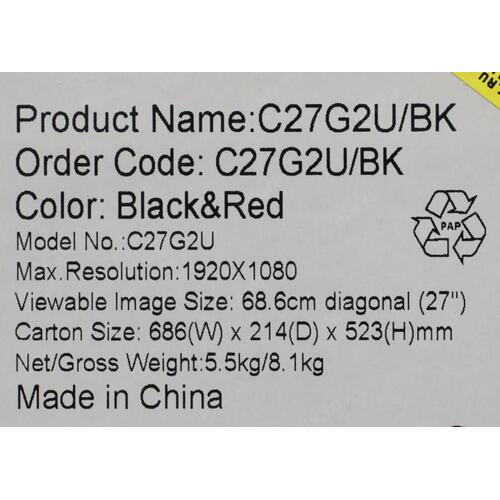 Product Name:C27G2U/BK
Order Code: C27G2U/BK
Color: Black&Red
PAP
Model No.:C27G2U
Max.Resolution:1920X1080
Viewable Image Size: 68.6cm diagonal (27")
Carton Size: 686(W) x 214(D) x 523(H)mm
Net/Gross Weight:5.5kg/8.1kg
Made in China